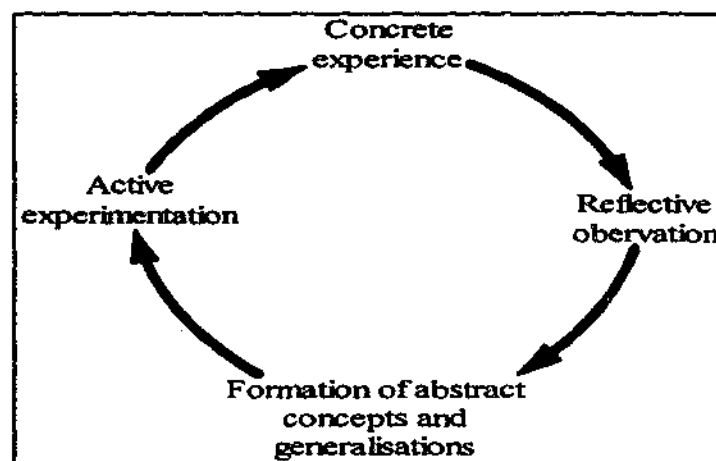 Concrete
experience
Reflective
obervation
Formation of abstract
concepts and
generalisations
Active
experimentation